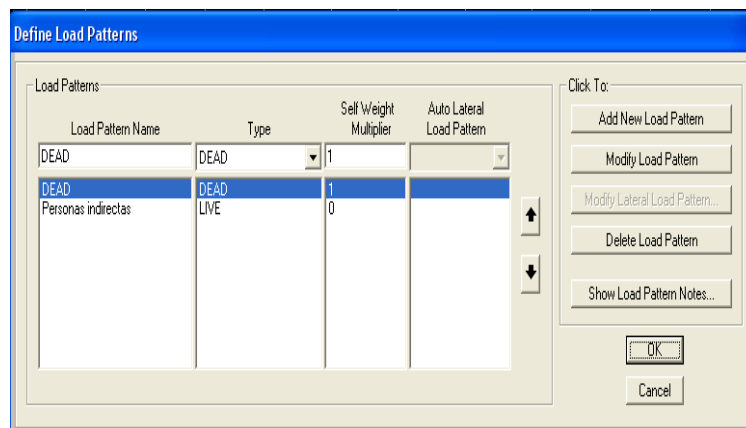 Define Load Patterns
Load Patterns
Click To:
Load Pattern Name Type Self Weight Multiplier Auto Lateral Load Pattern
DEAD DEAD 1
DEAD DEAD 1
Personas indirectas LIVE 0
Add New Load Pattern
Modify Load Pattern
Modify Lateral Load Pattern...
Delete Load Pattern
Show Load Pattern Notes...
OK
Cancel